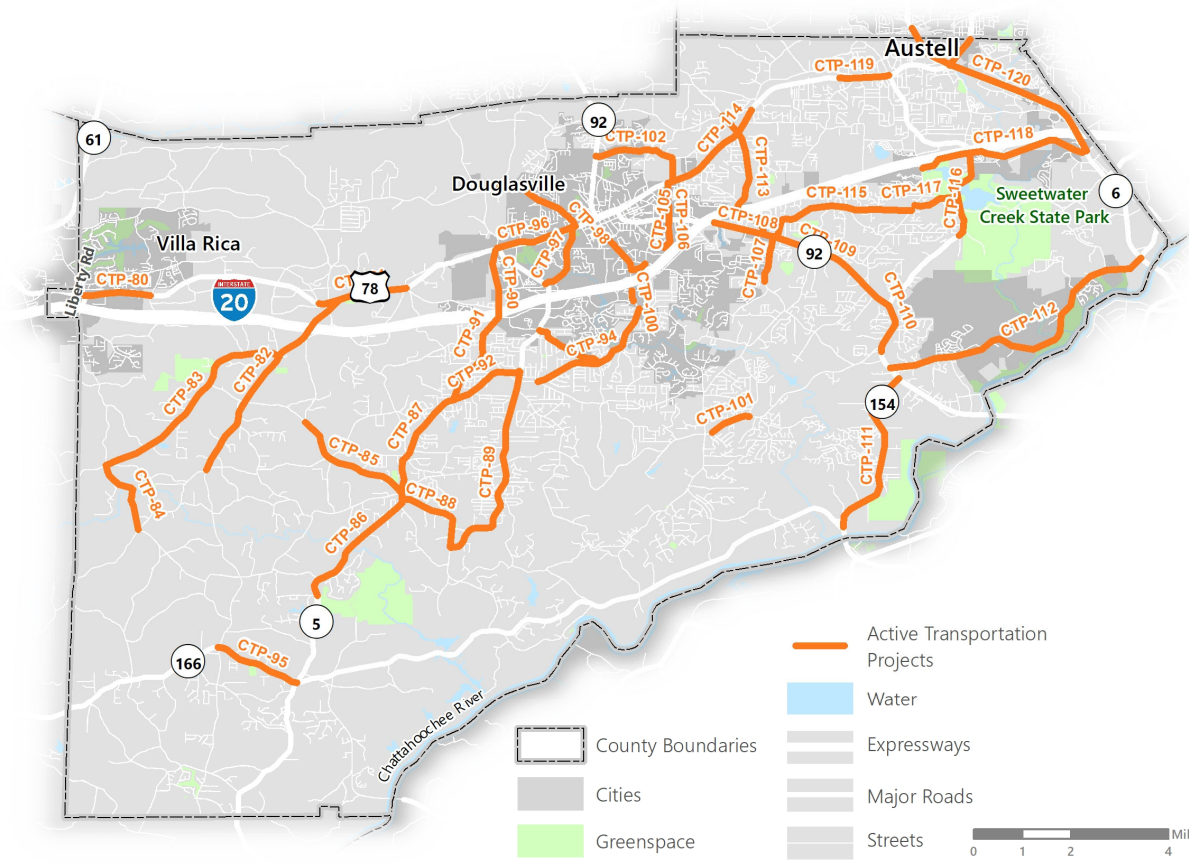 Austell
CTP-119
CTP-120
61
92
CTP-102
CTP-114
CTP-118
CTP-113
Douglasville
CTP-115
CTP-117
CTP-116
Sweetwater
Creek State Park
6
CTP-105
CTP-106
CTP-96
CTP-97
CTP-98
CTP-108
CTP-109
CTP-107
92
Villa Rica
Liberty Rd
CTP-80
INTERSTATE
20
78
CTP-90
CTP-100
CTP-110
CTP-112
CTP-91
CTP-94
CTP-92
CTP-82
CTP-83
CTP-87
CTP-101
154
CTP-85
CTP-89
CTP-111
CTP-84
CTP-88
CTP-86
5
166
CTP-95
Chattahoochee River
Active Transportation
Projects
Water
County Boundaries
Expressways
Cities
Major Roads
Greenspace
Streets
Mil
0 1 2 4